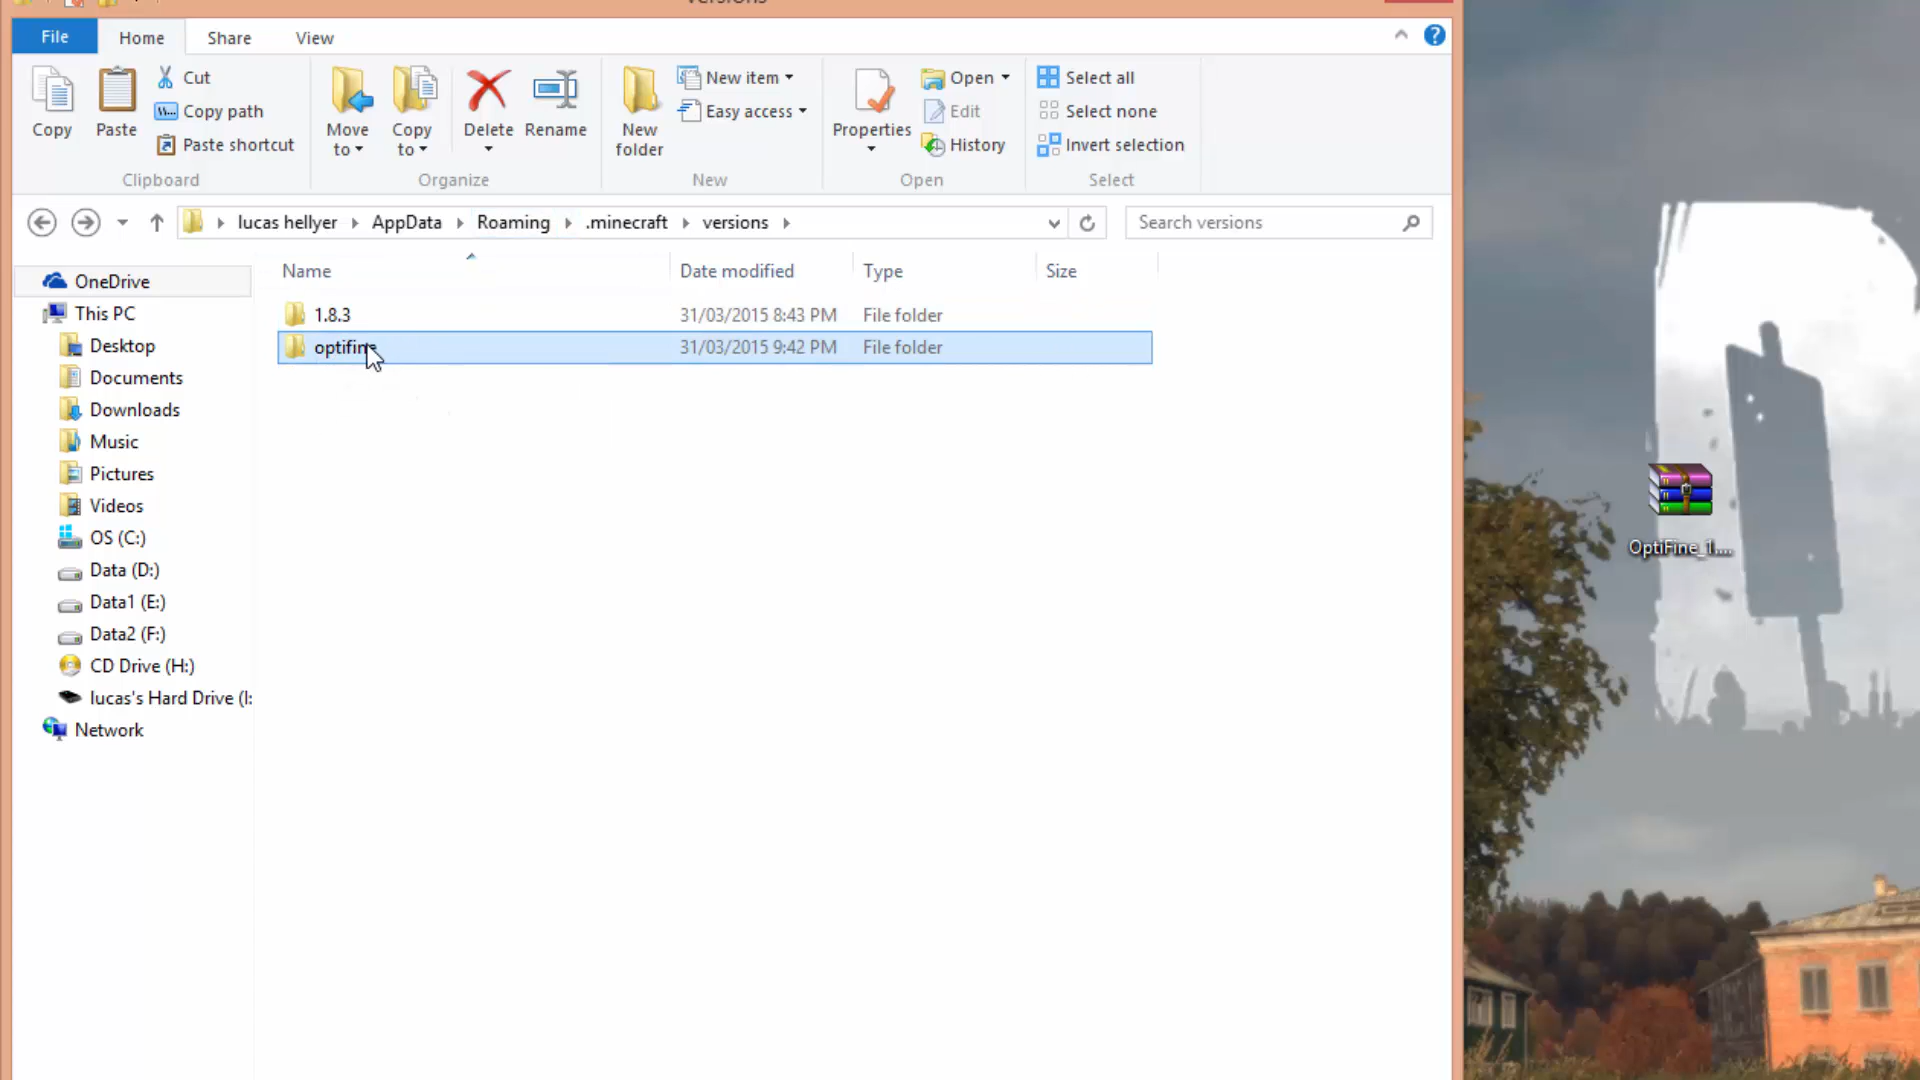 File Home Share View
Copy
Paste
Cut
Copy path
Paste shortcut
Clipboard
Move to
Copy to
Delete
Rename
Organize
New folder
New item
Easy access
New
Properties
Open
Edit
History
Open
Select all
Select none
Invert selection
Select
lucas hellyer AppData Roaming .minecraft versions
Search versions
Name Date modified Type Size
1.8.3 31/03/2015 8:43 PM File folder
optifine 31/03/2015 9:42 PM File folder
OneDrive
This PC
Desktop
Documents
Downloads
Music
Pictures
Videos
OS (C:)
Data (D:)
Data1 (E:)
Data2 (F:)
CD Drive (H:)
lucas's Hard Drive (I:
Network
OptiFine_1....